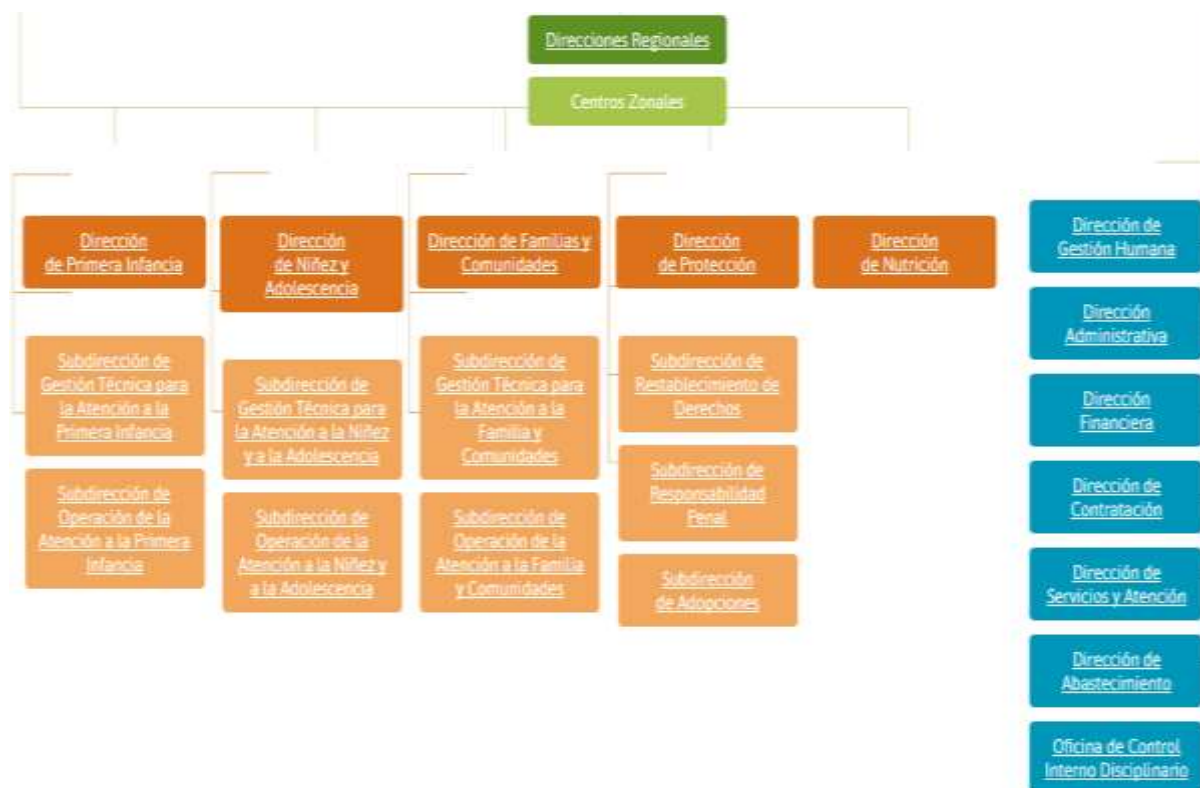 Direcciones Regionales
Centros Zonales
Dirección
de Primera Infancia
Subdirección de
Gestión Técnica para
la Atención a la
Primera Infancia
Subdirección de
Operación de la
Atención a la Primera
Infancia
Dirección
de Niñez y
Adolescencia
Subdirección de
Gestión Técnica para
la Atención a la Niñez
y a la Adolescencia
Subdirección de
Operación de la
Atención a la Niñez y
a la Adolescencia
Dirección de Familias y
Comunidades
Subdirección de
Gestión Técnica para
la Atención a la
Familia y
Comunidades
Subdirección de
Operación de la
Atención a la Familia
y Comunidades
Dirección
de Protección
Subdirección de
Restablecimiento de
Derechos
Subdirección de
Responsabilidad
Penal
Subdirección
de Adopciones
Dirección
de Nutrición
Dirección de
Gestión Humana
Dirección
Administrativa
Dirección
Financiera
Dirección de
Contratación
Dirección de
Servicios y Atención
Dirección de
Abastecimiento
Oficina de Control
Interno Disciplinario